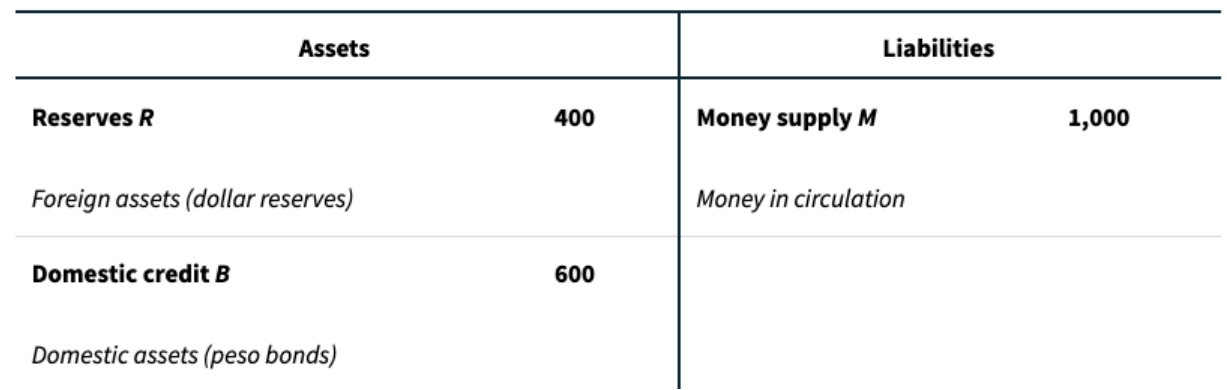 Assets Liabilities
Reserves R 400 Money supply M 1,000
Foreign assets (dollar reserves) Money in circulation
Domestic credit B 600
Domestic assets (peso bonds)